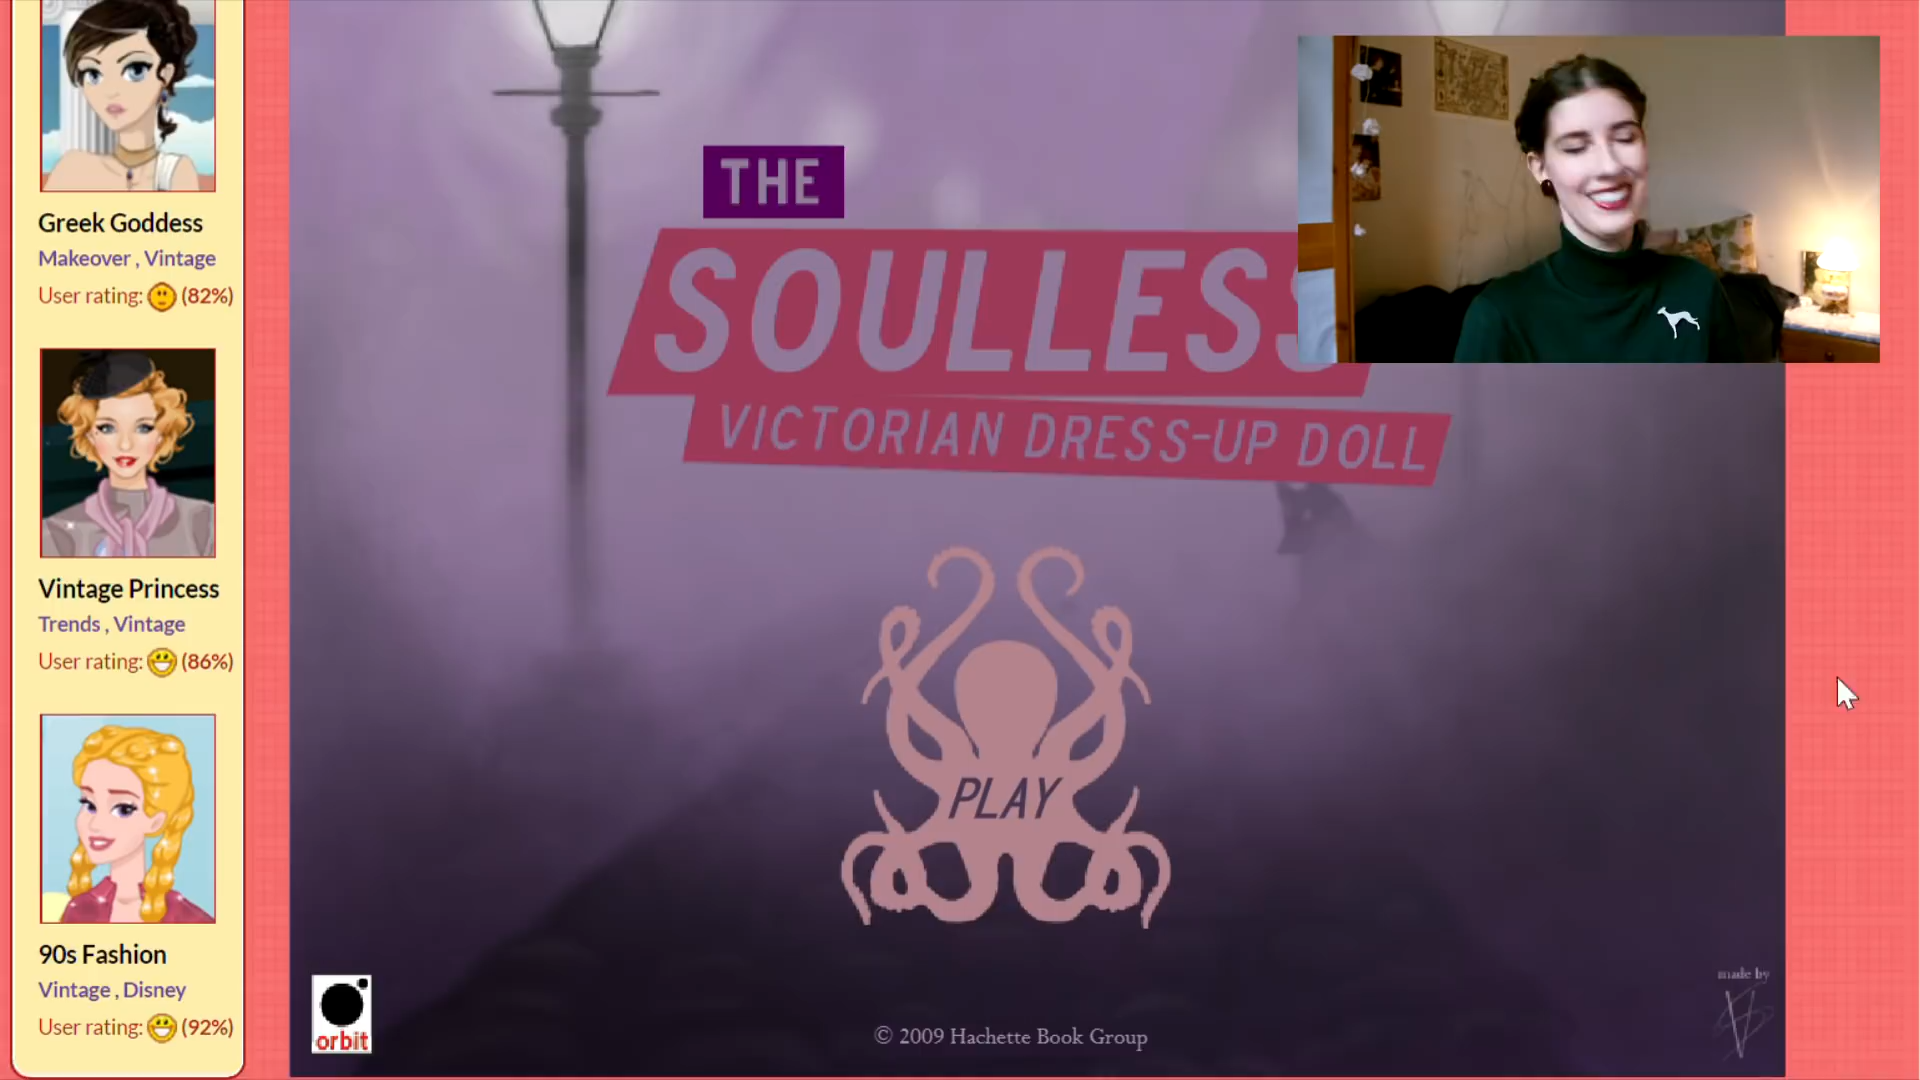 Greek Goddess
Makeover , Vintage
User rating: (82%)
Vintage Princess
Trends , Vintage
User rating: (86%)
90s Fashion
Vintage , Disney
User rating: (92%)
THE
SOULLESS
VICTORIAN DRESS-UP DOLL
PLAY
orbit
© 2009 Hachette Book Group
made by